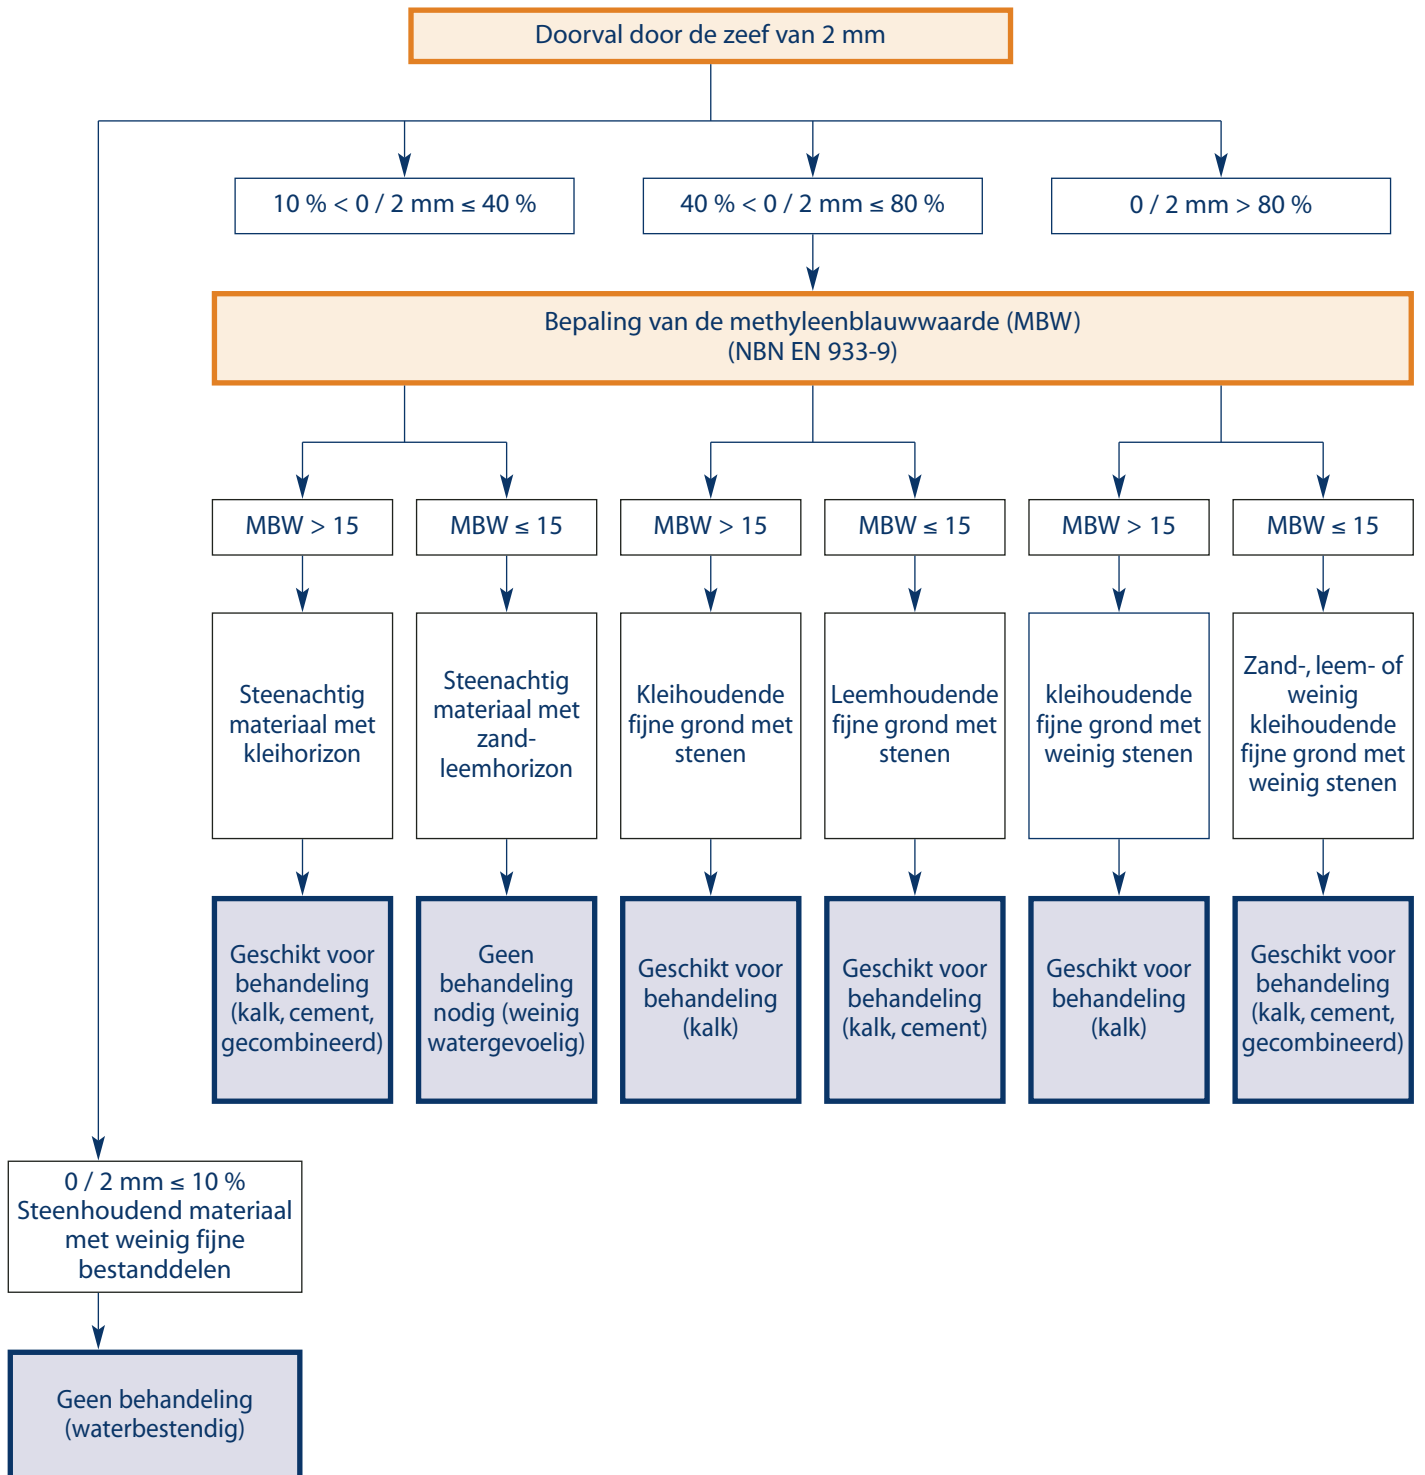 Doorval door de zeef van 2 mm
10 % < 0 / 2 mm ≤ 40 %
40 % < 0 / 2 mm ≤ 80 %
0 / 2 mm > 80 %
Bepaling van de methyleenblauwwaarde (MBW)
(NBN EN 933-9)
MBW > 15
MBW ≤ 15
MBW > 15
MBW ≤ 15
MBW > 15
MBW ≤ 15
Steenachtig
materiaal met
kleihorizon
Steenachtig
materiaal met
zand-
leemhorizon
Kleihoudende
fijne grond met
stenen
Leemhoudende
fijne grond met
stenen
kleihoudende
fijne grond met
weinig stenen
Zand-, leem- of
weinig
kleihoudende
fijne grond met
weinig stenen
Geschikt voor
behandeling
(kalk, cement,
gecombineerd)
Geen
behandeling
nodig (weinig
watergevoelig)
Geschikt voor
behandeling
(kalk)
Geschikt voor
behandeling
(kalk, cement)
Geschikt voor
behandeling
(kalk)
Geschikt voor
behandeling
(kalk, cement,
gecombineerd)
0 / 2 mm ≤ 10 %
Steenhoudend materiaal
met weinig fijne
bestanddelen
Geen behandeling
(waterbestendig)